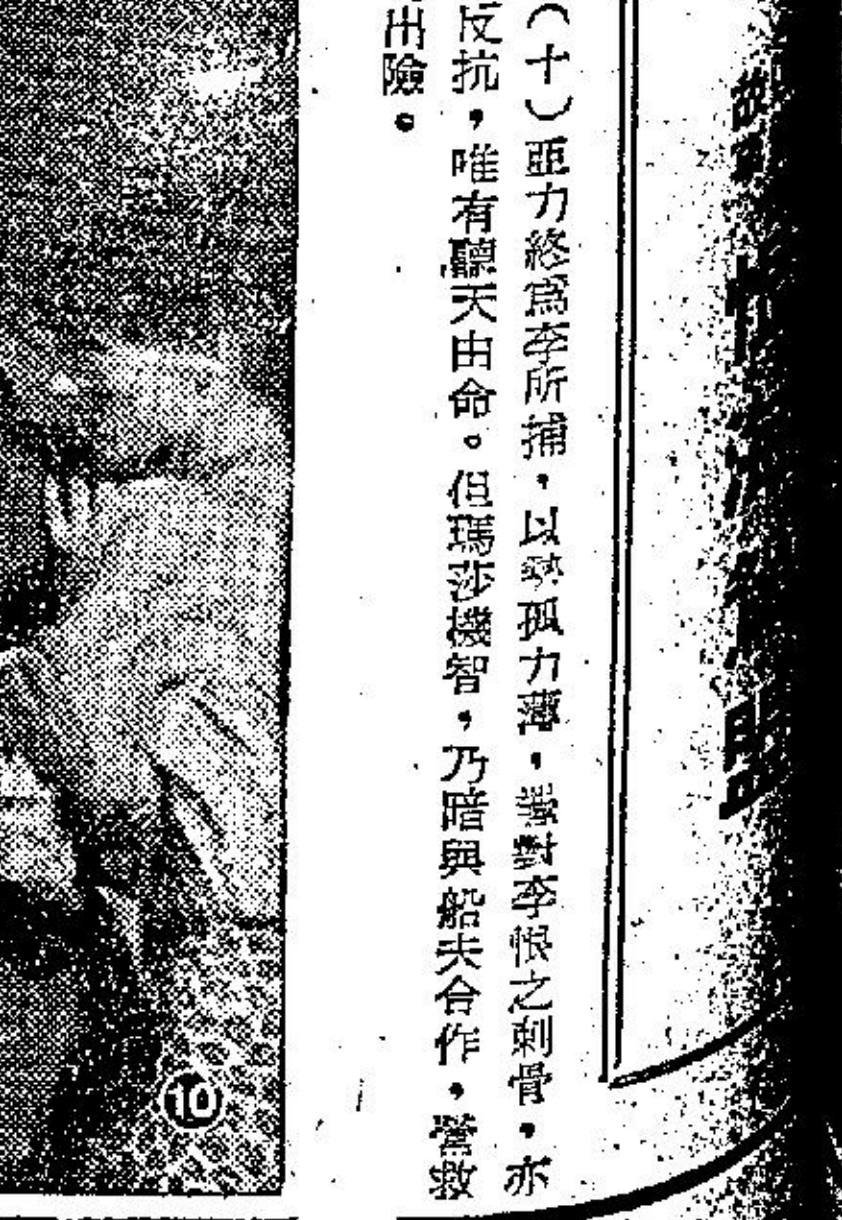 （十）亜力終爲李所捕，以勢孤力薄，雖對李恨之刺骨，亦
反抗，唯有聽天由命。但瑪莎機智，乃暗與船夫合作，營救
出險。
10